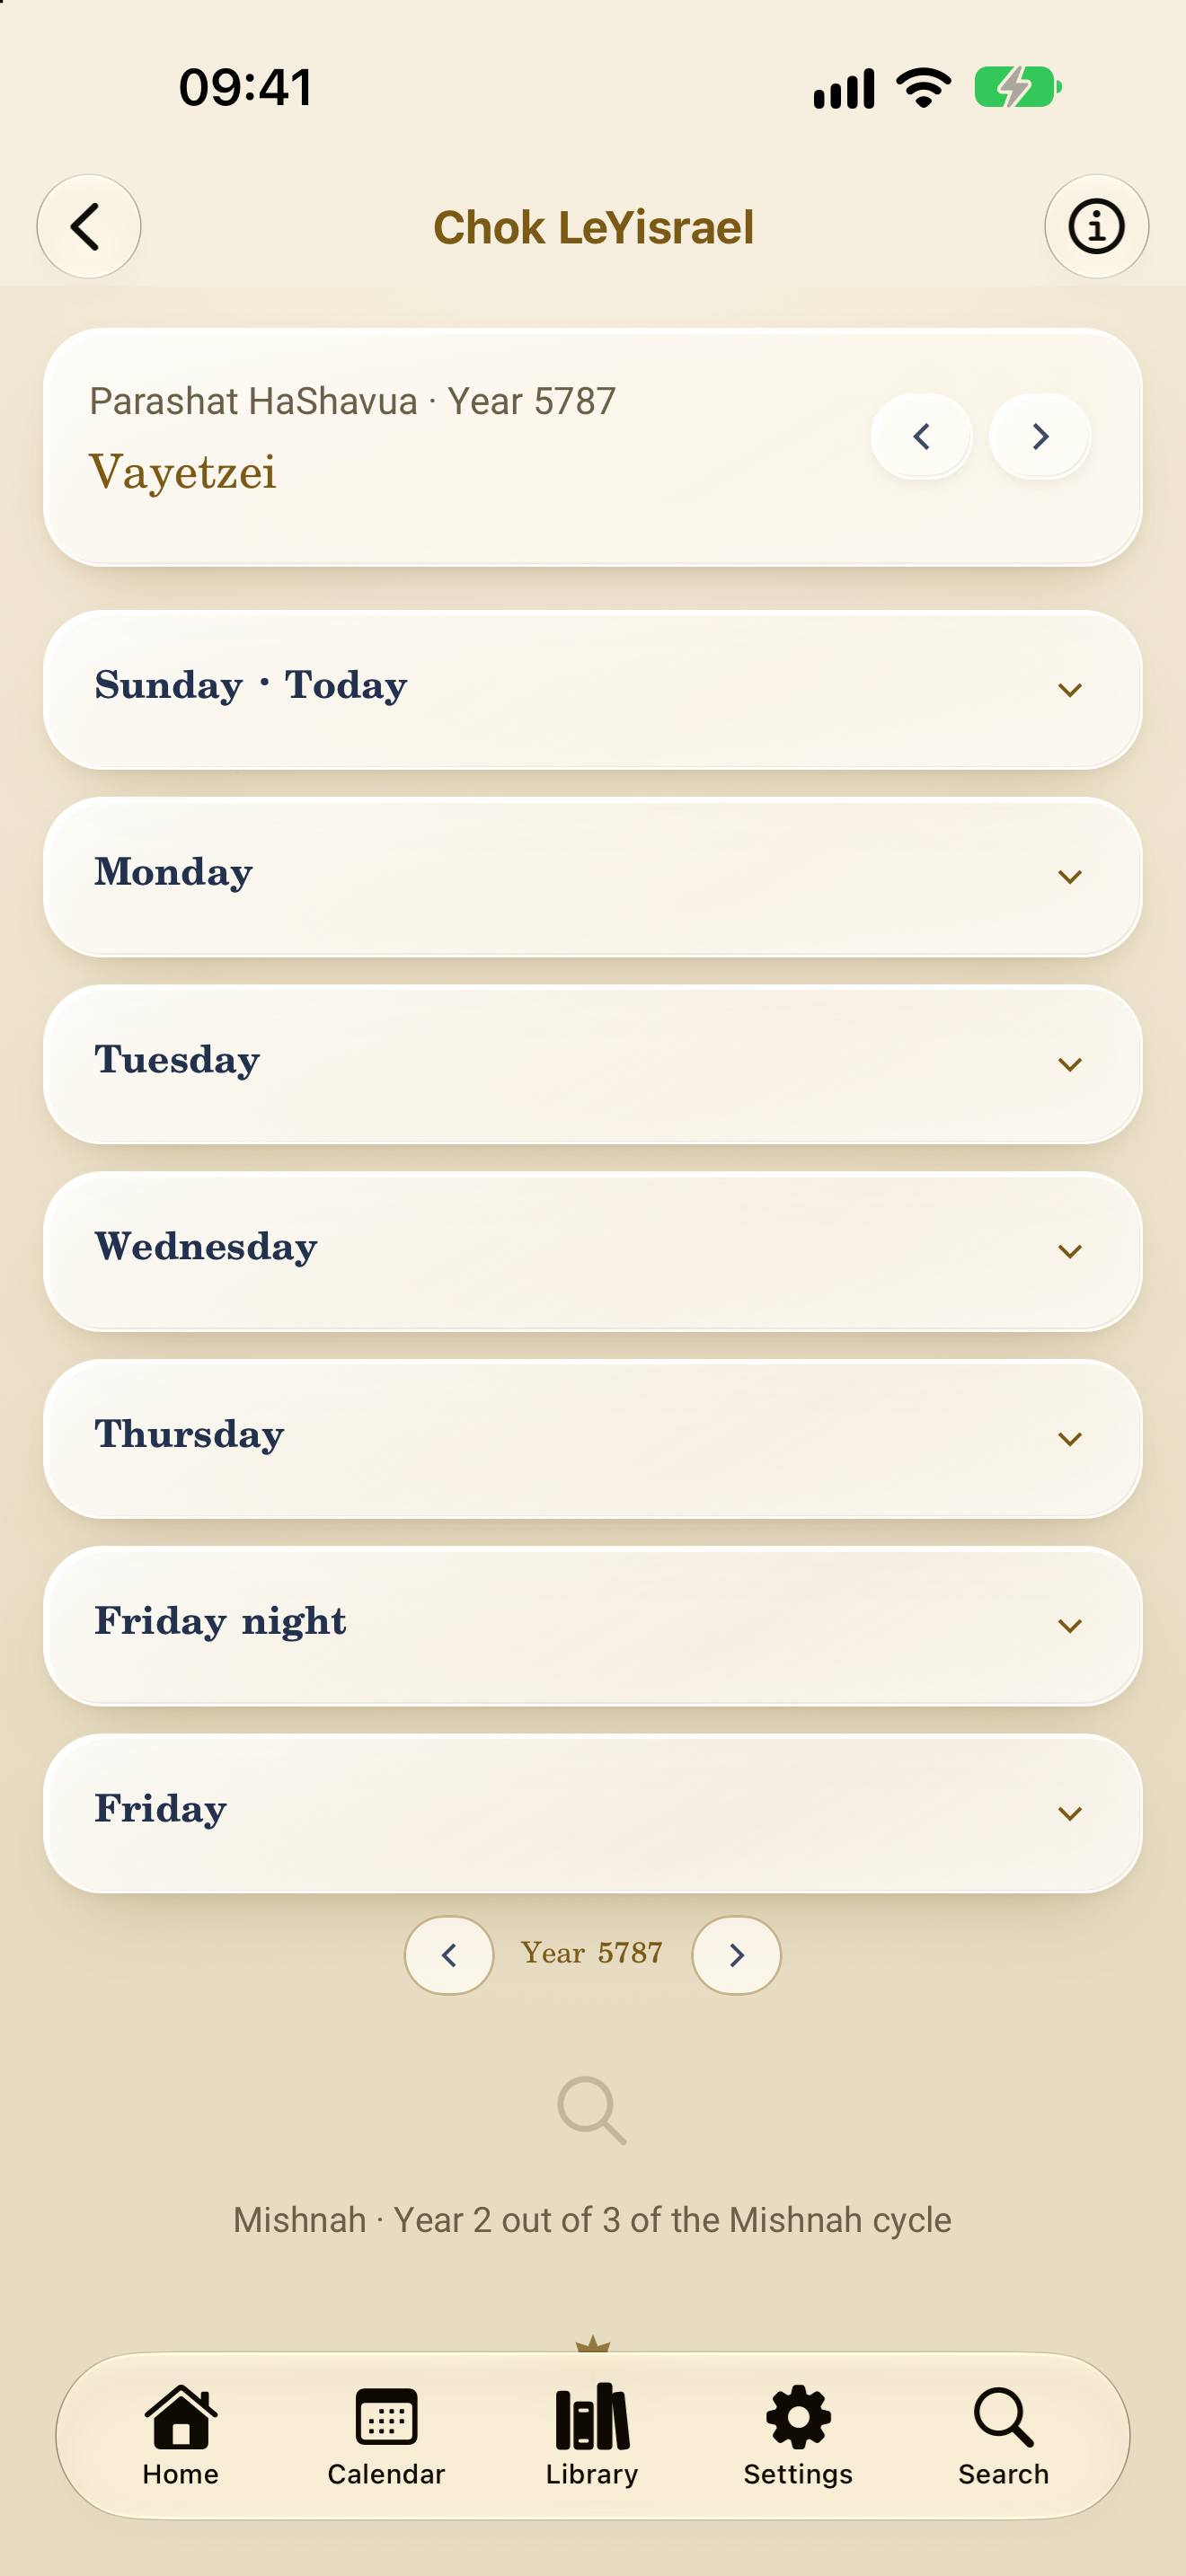 09:41
Chok LeYisrael
Parashat HaShavua · Year 5787
Vayetzei
Sunday · Today
Monday
Tuesday
Wednesday
Thursday
Friday night
Friday
Year 5787
Mishnah · Year 2 out of 3 of the Mishnah cycle
Home
Calendar
Library
Settings
Search